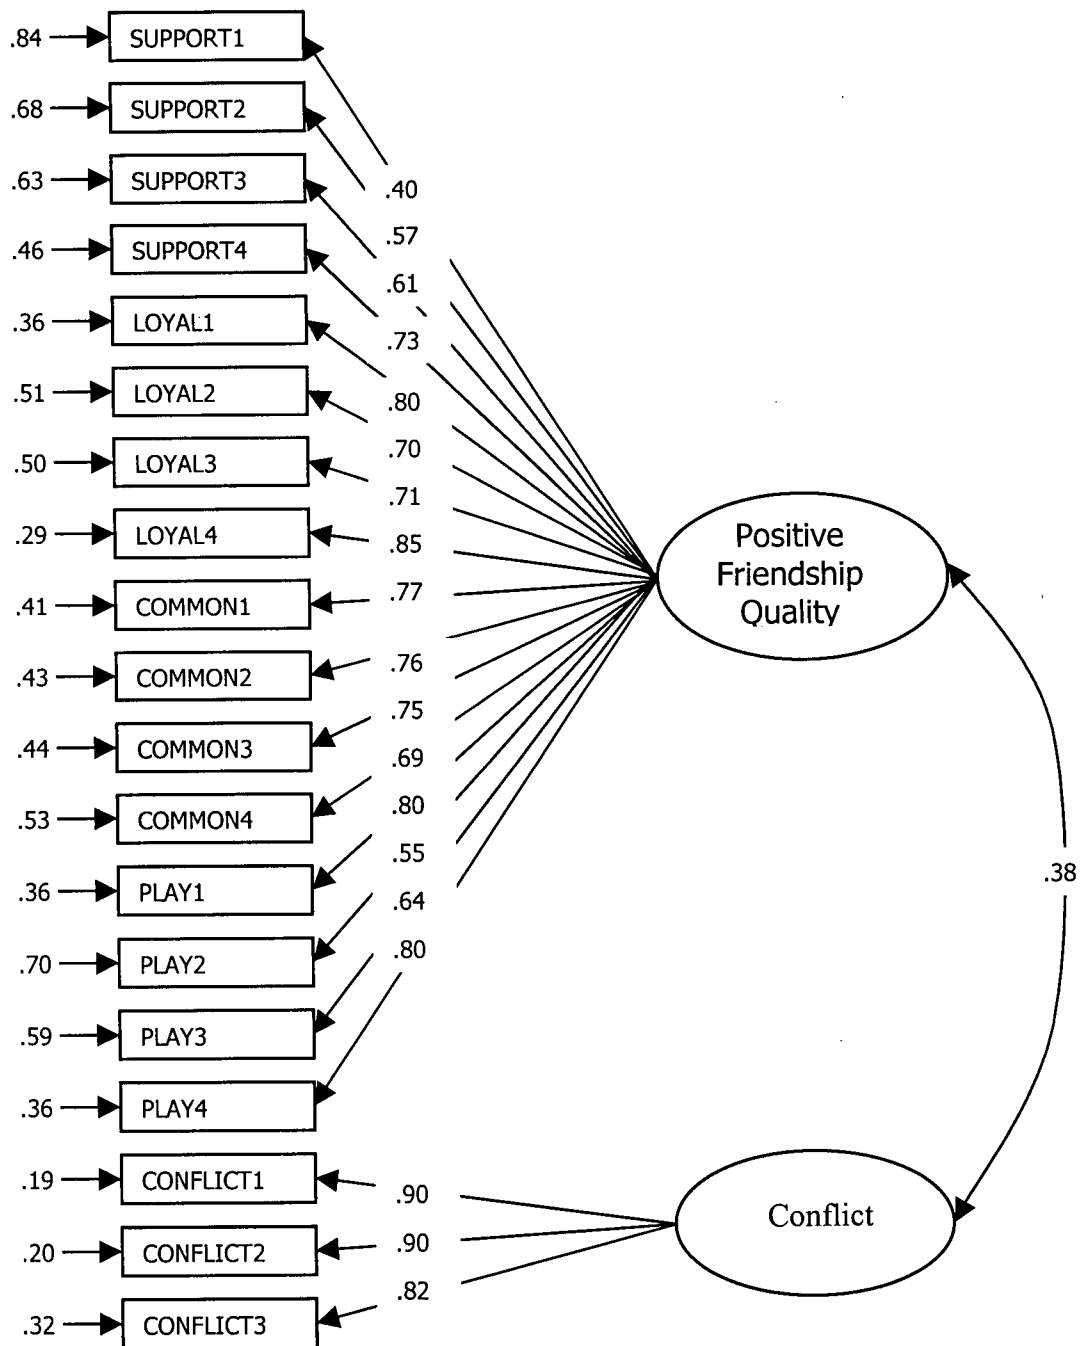 .84 SUPPORT1
.68 SUPPORT2
.63 SUPPORT3
.40
.57
.46 SUPPORT4
.61
.36 LOYAL1
.73
.51 LOYAL2
.80
.70
.50 LOYAL3
.71
.29 LOYAL4
.85
Positive
Friendship
Quality
.41 COMMON1
.77
.43 COMMON2
.76
.75
.44 COMMON3
.69
.53 COMMON4
.80
.55
.38
.36 PLAY1
.64
.70 PLAY2
.80
.59 PLAY3
.36 PLAY4
.19 CONFLICT1
.90
Conflict
.20 CONFLICT2
.90
.82
.32 CONFLICT3